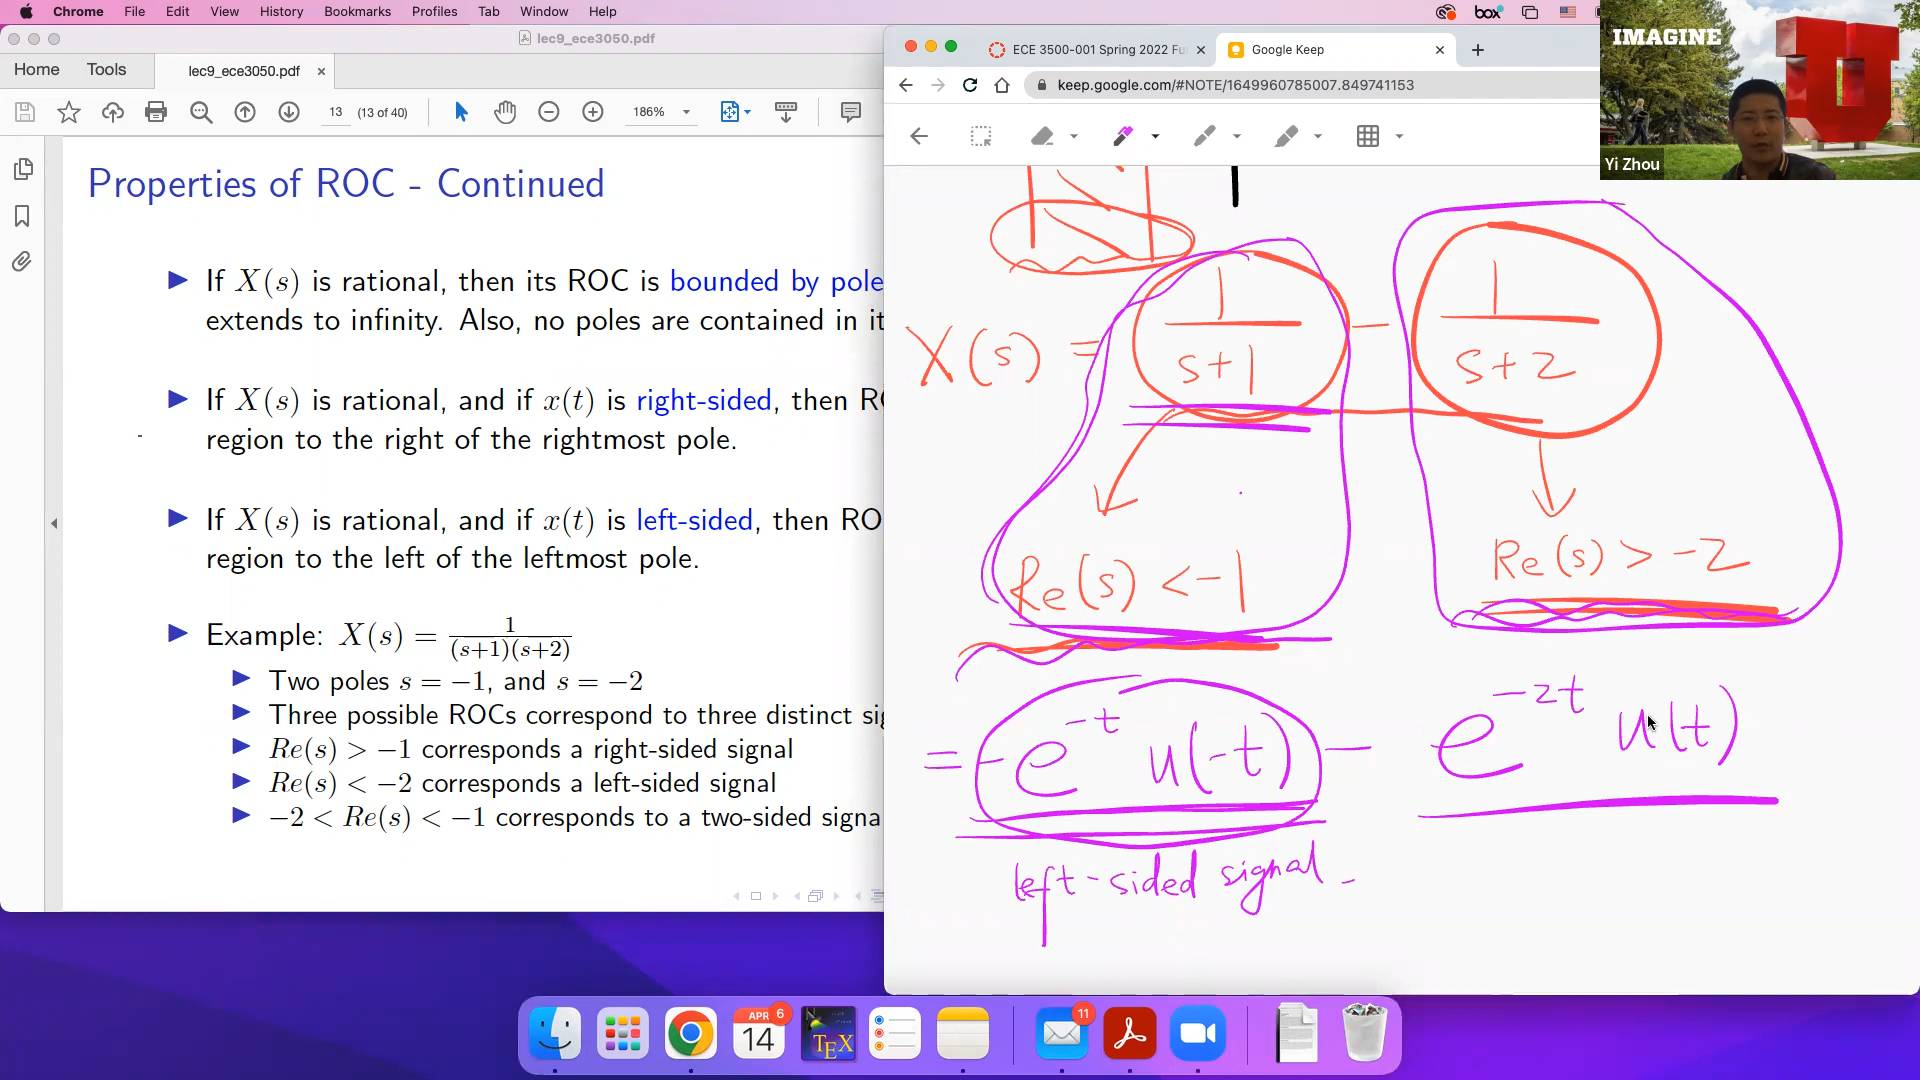 Chrome File Edit View History Bookmarks Profiles Tab Window Help
box
lec9_ece3050.pdf
Home Tools lec9_ece3050.pdf ×
13 (13 of 40) 186%
Properties of ROC - Continued
If X(s) is rational, then its ROC is bounded by pole
extends to infinity. Also, no poles are contained in it
If X(s) is rational, and if x(t) is right-sided, then RO
region to the right of the rightmost pole.
If X(s) is rational, and if x(t) is left-sided, then RO
region to the left of the leftmost pole.
Example: X(s) = 1/((s+1)(s+2))
Two poles s = −1, and s = −2
Three possible ROCs correspond to three distinct sig
Re(s) > −1 corresponds a right-sided signal
Re(s) < −2 corresponds a left-sided signal
−2 < Re(s) < −1 corresponds to a two-sided signa
ECE 3500-001 Spring 2022 Fu × Google Keep × +
keep.google.com/#NOTE/1649960785007.849741153
X(s) = 1/(s+1) − 1/(s+2)
Re(s) < −1 Re(s) > −2
= −e^{−t} u(−t) − e^{−2t} u(t)
left-sided signal
IMAGINE
U
Yi Zhou
APR 6
14
TEX
11